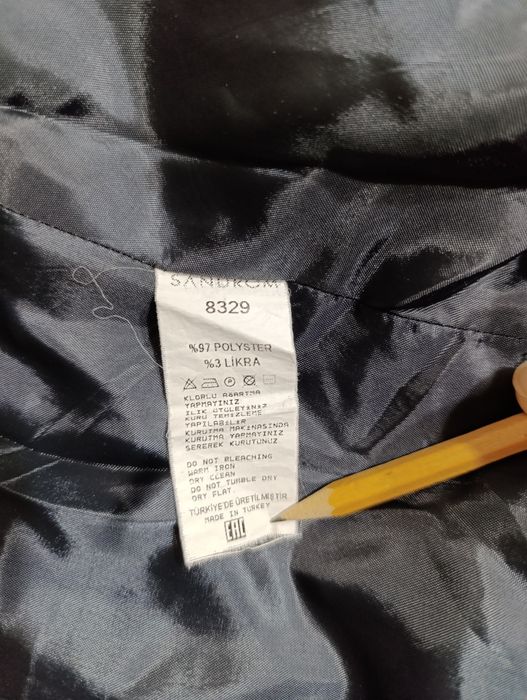 SANDROM
8329
%97 POLYSTER
%3 LİKRA
KLORLU AĞARTMA
YAPMAYINIZ
ILIK ÜTÜLEYİNİZ
KURU TEMİZLEME
YAPILABİLİR
KURUTMA MAKİNASINDA
KURUTMA YAPMAYINIZ
SEREREK KURUTUNUZ
DO NOT BLEACHING
WARM IRON
DRY CLEAN
DO NOT TUMBLE DRY
DRY FLAT.
TÜRKİYE'DE ÜRETİLMİŞTİR
MADE IN TURKEY
EAC